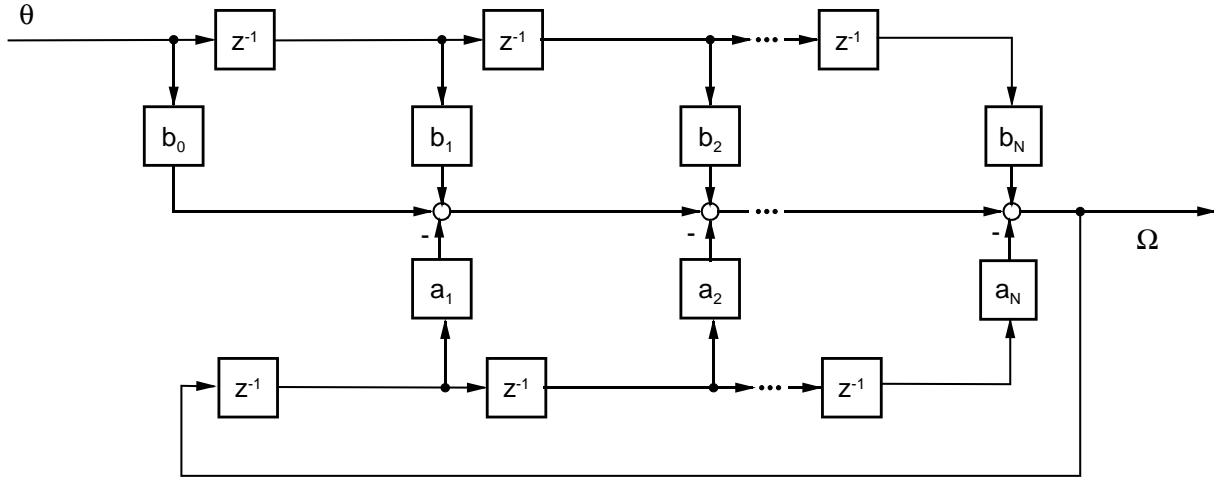 θ
z⁻¹ z⁻¹ ••• z⁻¹
b₀ b₁ b₂ b_N
•••
- - -
Ω
a₁ a₂ a_N
z⁻¹ z⁻¹ ••• z⁻¹